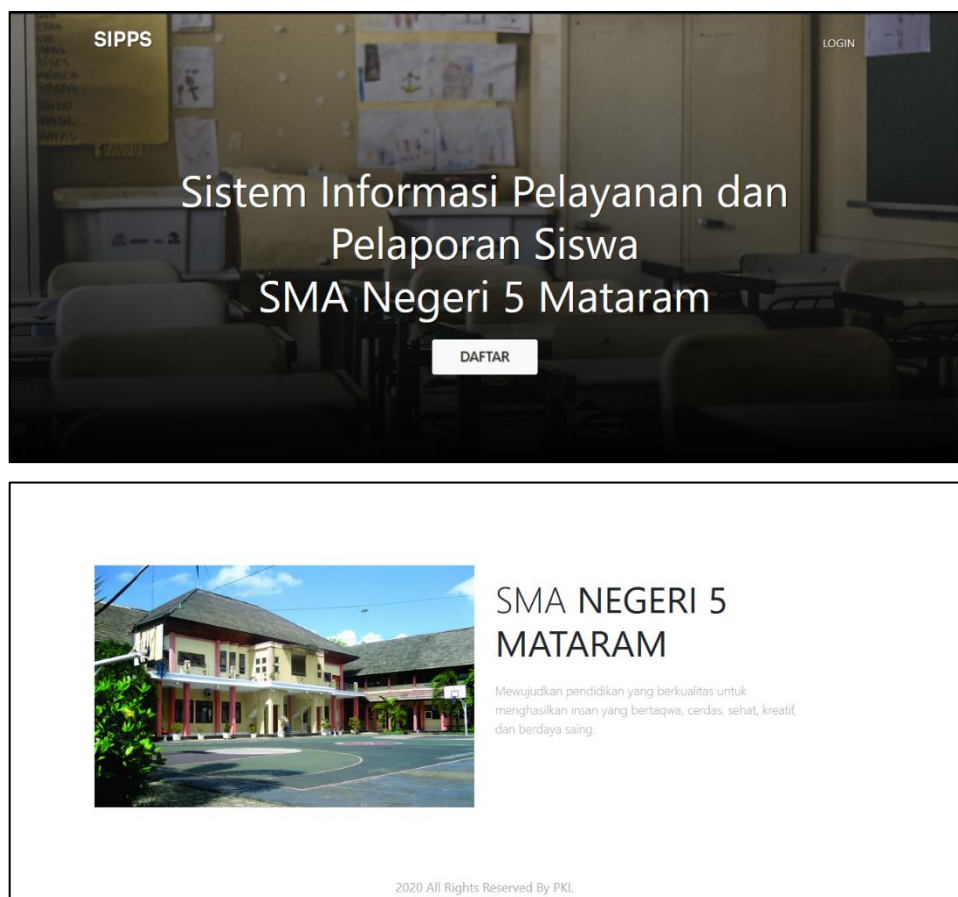 SIPPS
LOGIN
Sistem Informasi Pelayanan dan
Pelaporan Siswa
SMA Negeri 5 Mataram
DAFTAR
SMA NEGERI 5
MATARAM
Mewujudkan pendidikan yang berkualitas untuk
menghasilkan insan yang bertaqwa, cerdas, sehat, kreatif,
dan berdaya saing.
2020 All Rights Reserved By PKL